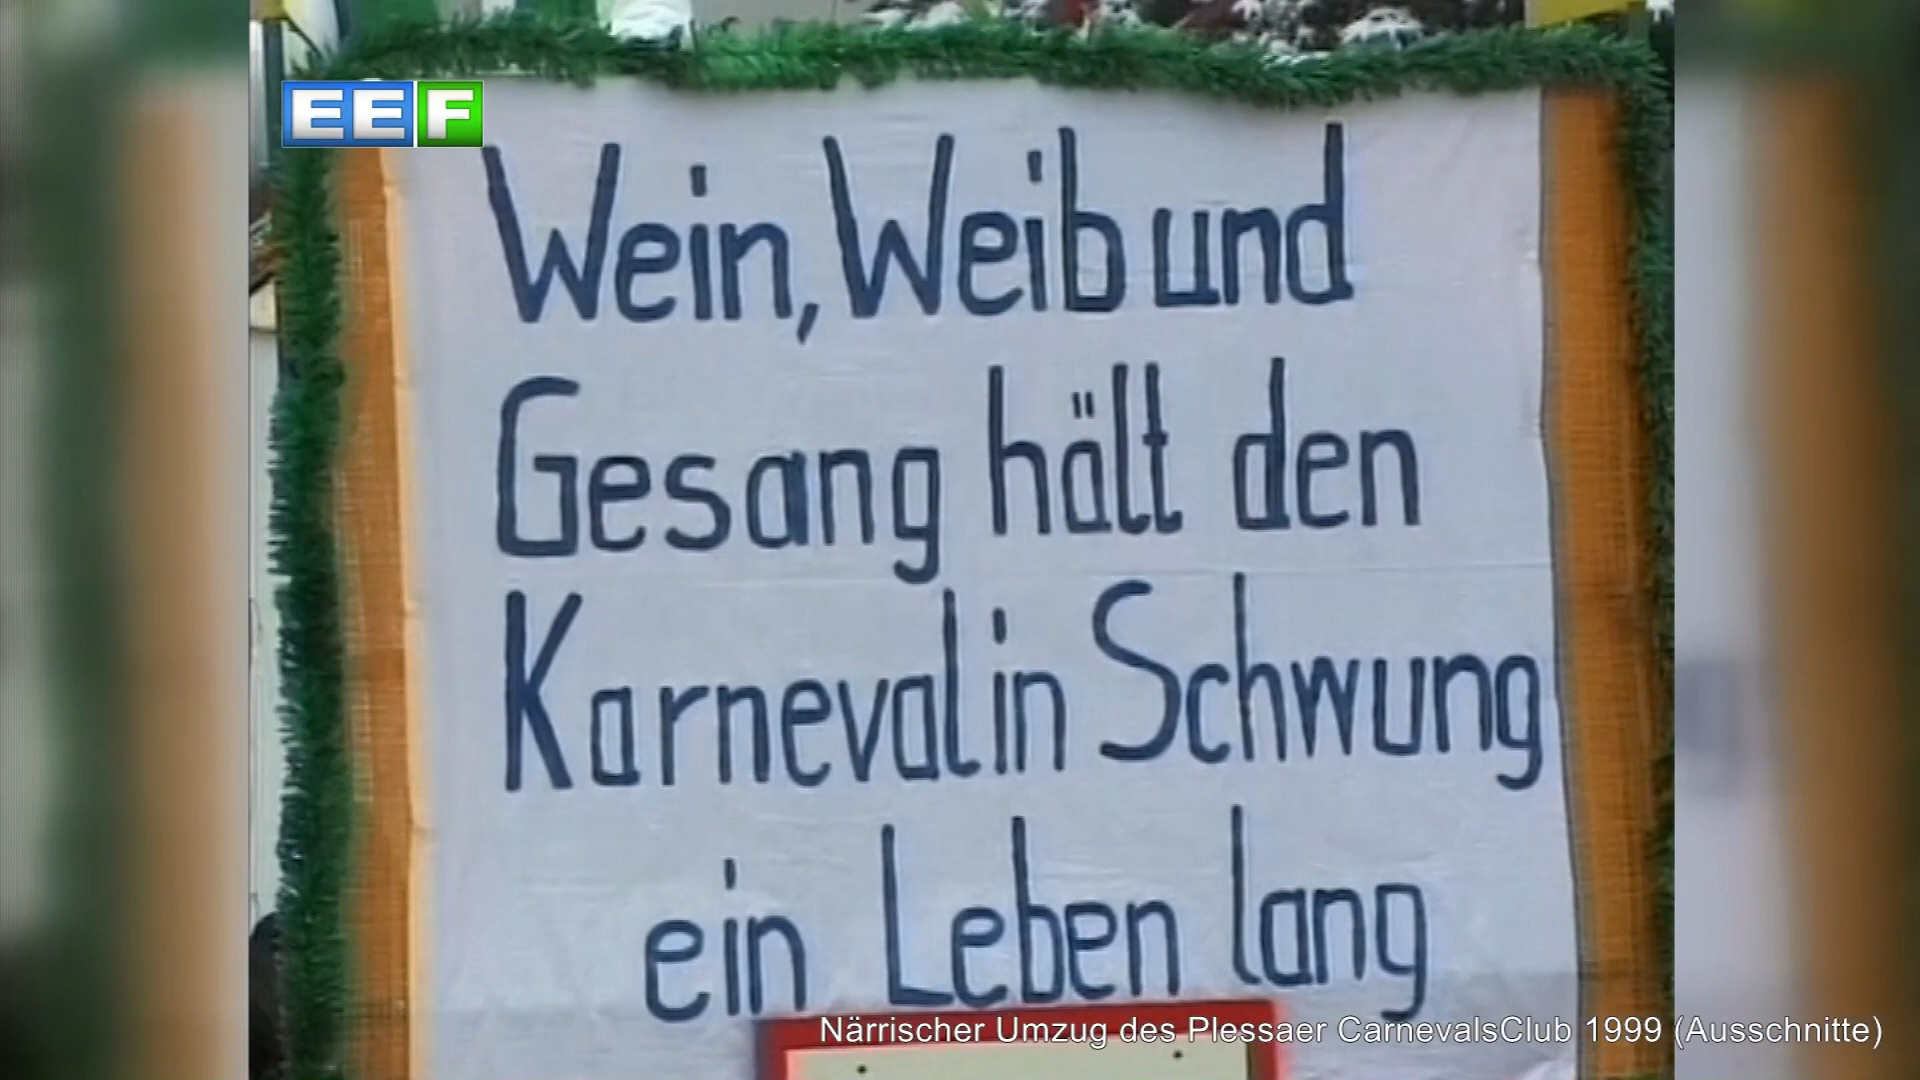 EEF
Wein, Weib und
Gesang hält den
Karneval in Schwung
ein Leben lang
Närrischer Umzug des Plessaer CarnevalsClub 1999 (Ausschnitte)